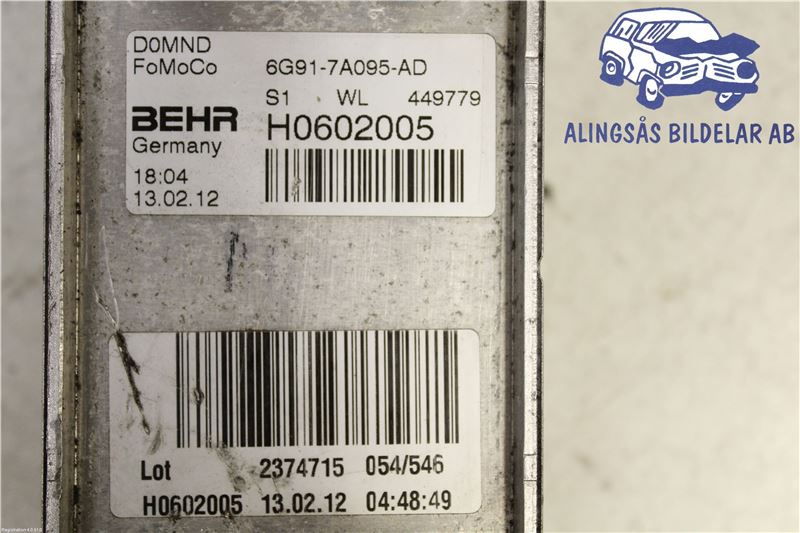 D0MND
FoMoCo 6G91-7A095-AD
S1 WL 449779
BEHR H0602005
Germany
18:04
13.02.12
Lot 2374715 054/546
H0602005 13.02.12 04:48:49
ALINGSÅS BILDELAR AB